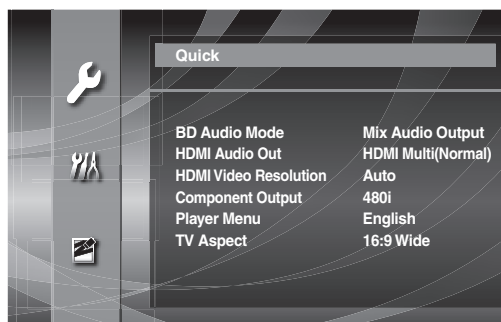 Quick
BD Audio Mode Mix Audio Output
HDMI Audio Out HDMI Multi(Normal)
HDMI Video Resolution Auto
Component Output 480i
Player Menu English
TV Aspect 16:9 Wide